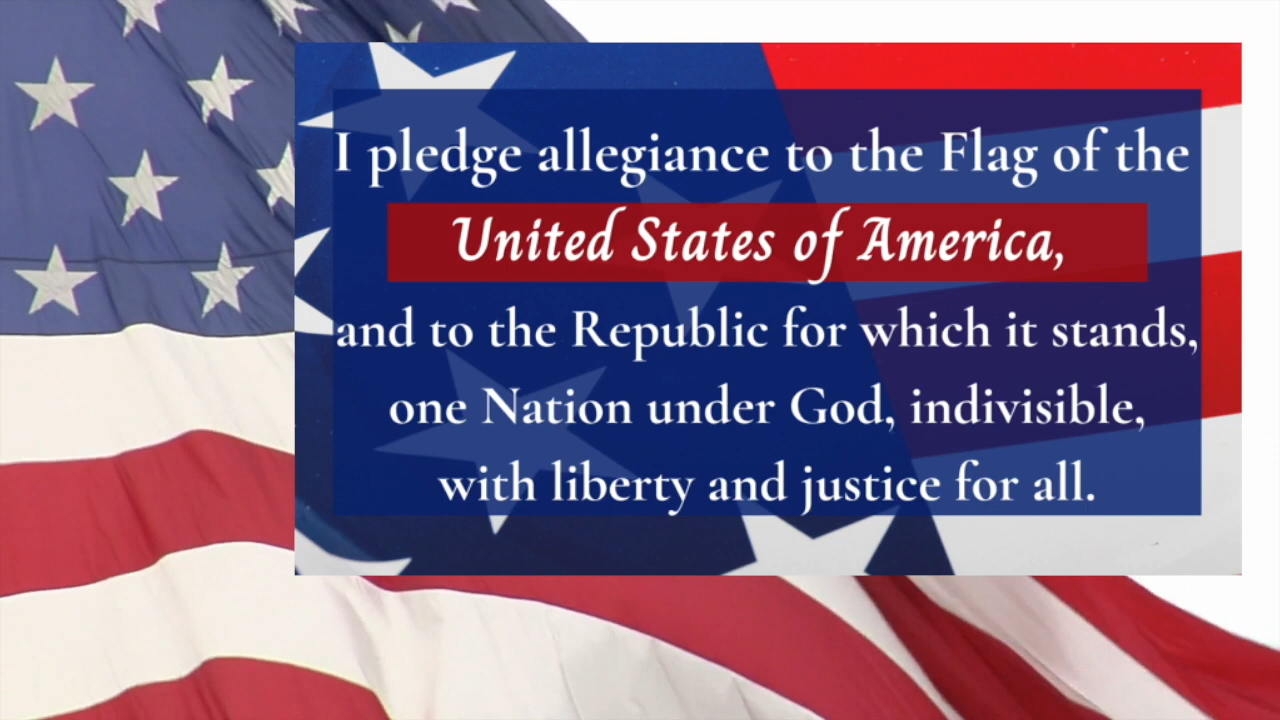 I pledge allegiance to the Flag of the
United States of America,
and to the Republic for which it stands,
one Nation under God, indivisible,
with liberty and justice for all.